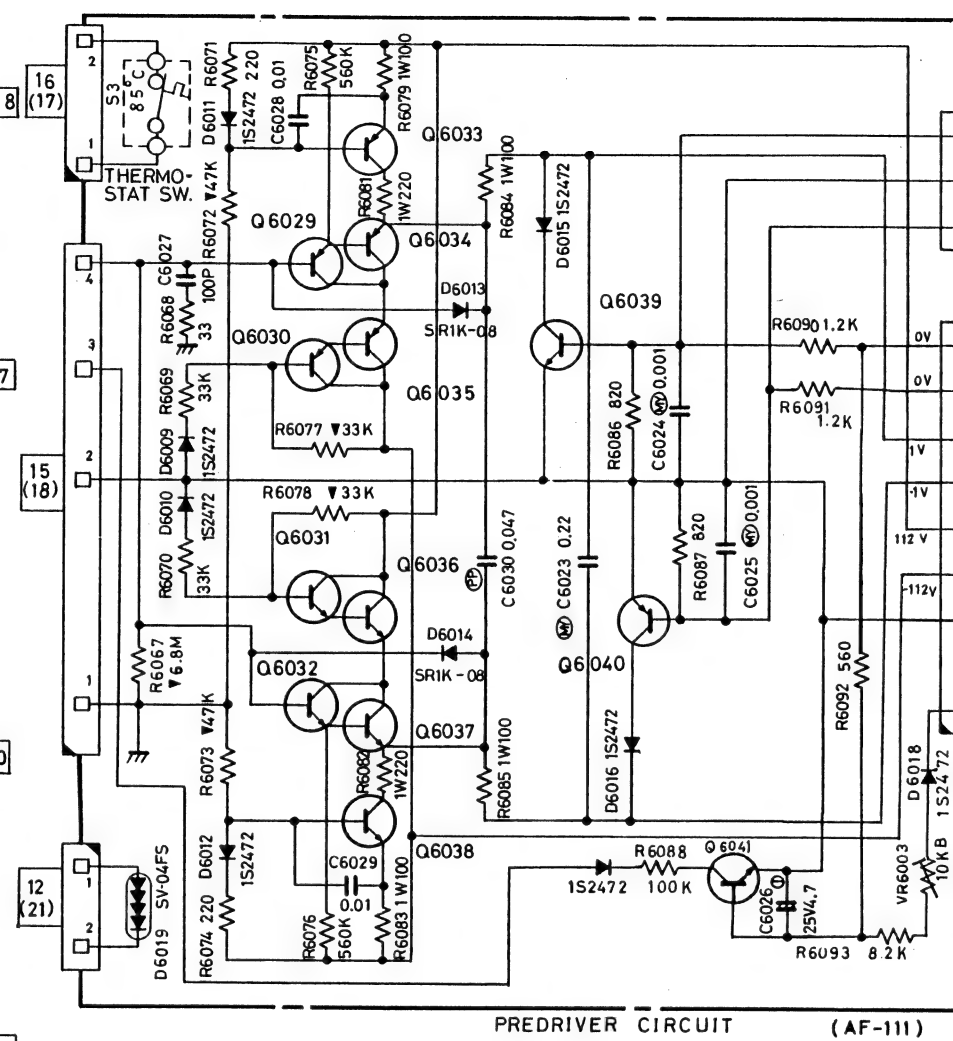 8
16
(17)
2
1
S3
85°C
THERMO-
STAT SW.
R6071
D6011
1S2472 220
C6028 0.01
R6075
560K
R6079 1W100
Q6033
R6072 ▼47K
R6081
1W220
Q6029
Q6034
R6084 1W100
D6015 1S2472
4
C6027
100P
R6068
33
D6013
SR1K-08
Q6039
Q6030
Q6035
R6090 1.2K
0V
0V
R6091
1.2K
7
3
R6069
33K
D6009
1S2472
R6077 ▼33K
R6086 820
C6024 MY 0.001
1V
-1V
15
(18)
2
R6078 ▼33K
D6010
1S2472
R6070
33K
Q6031
Q6036
PP C6030 0.047
MY C6023 0.22
R6087 820
C6025 MY 0.001
112V
-112V
D6014
SR1K-08
Q6040
R6067
▼6.8M
Q6032
Q6037
R6092 560
1
R6073 ▼47K
R6082
1W220
R6085 1W100
D6016 1S2472
D6018
1S2472
0
Q6038
D6012
1S2472
C6029
0.01
1S2472
R6088
100K
Q6041
C6026
25V4.7
VR6003
10KB
12
(21)
1
2
SV-04FS
D6019
R6074 220
R6076
560K
R6083 1W100
R6093 8.2K
PREDRIVER CIRCUIT (AF-111)